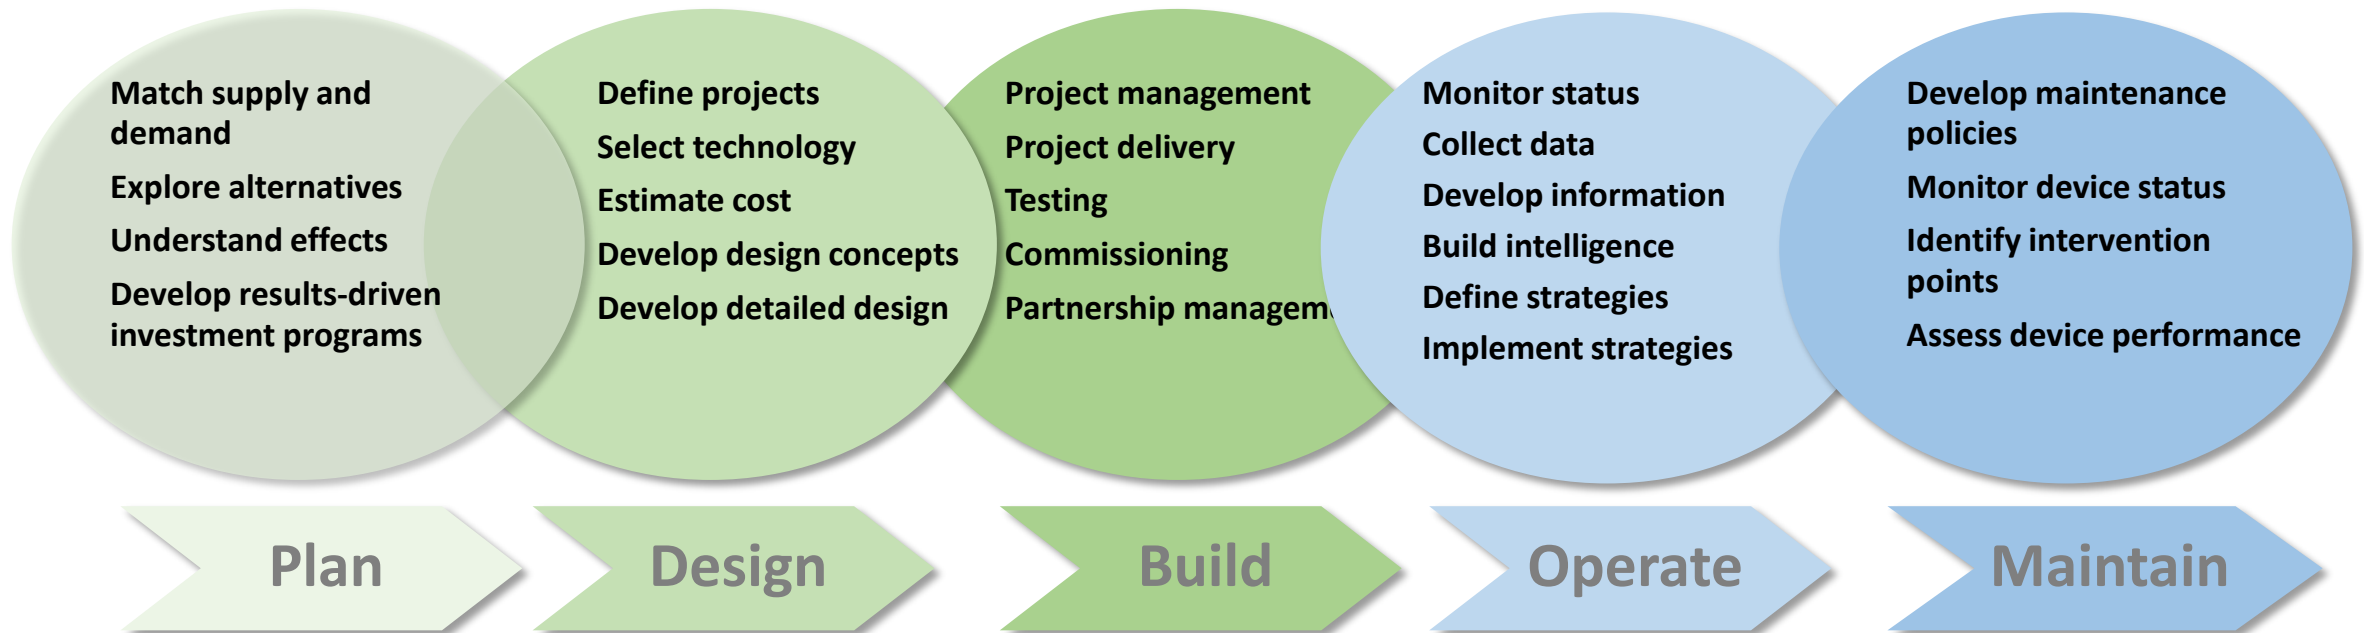 Match supply and
demand
Explore alternatives
Understand effects
Develop results-driven
investment programs
Define projects
Select technology
Estimate cost
Develop design concepts
Develop detailed design
Project management
Project delivery
Testing
Commissioning
Partnership
Monitor status
Collect data
Develop information
Build intelligence
Define strategies
Implement strategies
Develop maintenance
policies
Monitor device status
Identify intervention
points
Assess device performance
Plan
Design
Build
Operate
Maintain